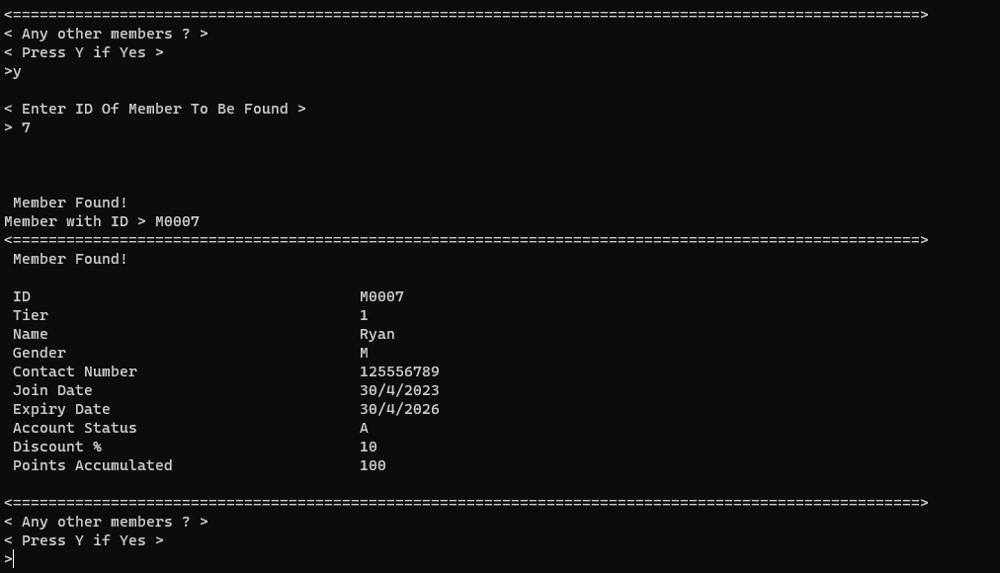 <======================================================================================================>
< Any other members ? >
< Press Y if Yes >
>y
< Enter ID Of Member To Be Found >
> 7
Member Found!
Member with ID > M0007
<======================================================================================================>
Member Found!
ID M0007
Tier 1
Name Ryan
Gender M
Contact Number 125556789
Join Date 30/4/2023
Expiry Date 30/4/2026
Account Status A
Discount % 10
Points Accumulated 100
<======================================================================================================>
< Any other members ? >
< Press Y if Yes >
>